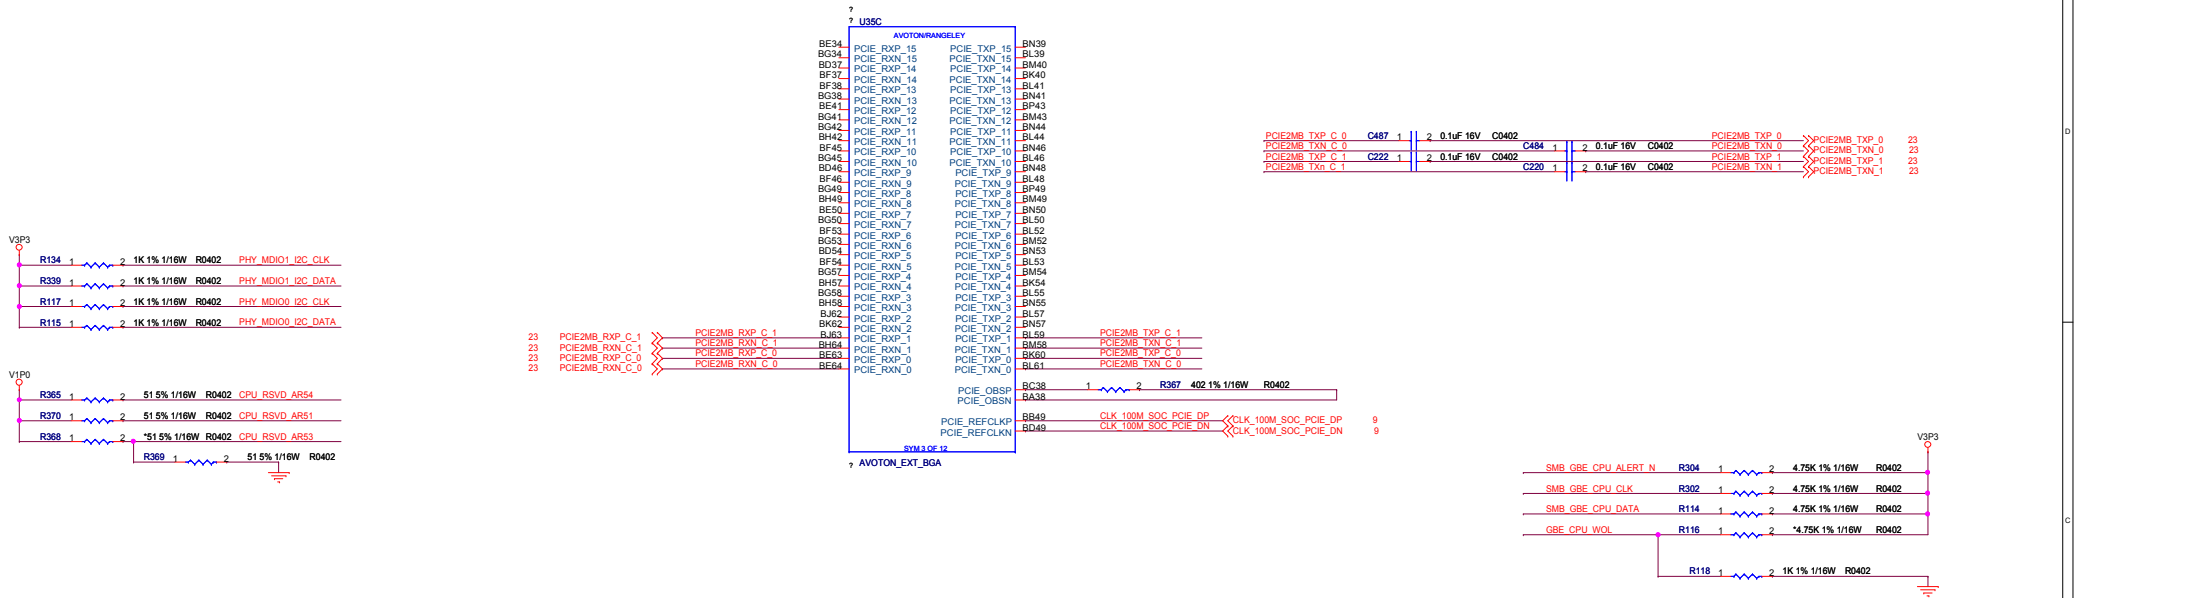 ?
? U35C
AVOTON/RANGELEY
BE34 PCIE_RXP_15 PCIE_TXP_15 BN39
BG34 PCIE_RXN_15 PCIE_TXN_15 BL39
BD37 PCIE_RXP_14 PCIE_TXP_14 BM40
BF37 PCIE_RXN_14 PCIE_TXN_14 BK40
BF38 PCIE_RXP_13 PCIE_TXP_13 BL41
BG38 PCIE_RXN_13 PCIE_TXN_13 BN41
BE41 PCIE_RXP_12 PCIE_TXP_12 BP43
BG41 PCIE_RXN_12 PCIE_TXN_12 BM43
BG42 PCIE_RXP_11 PCIE_TXP_11 BN44
BH42 PCIE_RXN_11 PCIE_TXN_11 BL44
BF45 PCIE_RXP_10 PCIE_TXP_10 BN46
BG45 PCIE_RXN_10 PCIE_TXN_10 BL46
BD46 PCIE_RXP_9 PCIE_TXP_9 BN48
BF46 PCIE_RXN_9 PCIE_TXN_9 BL48
BG49 PCIE_RXP_8 PCIE_TXP_8 BP49
BH49 PCIE_RXN_8 PCIE_TXN_8 BM49
BE50 PCIE_RXP_7 PCIE_TXP_7 BN50
BG50 PCIE_RXN_7 PCIE_TXN_7 BL50
BF53 PCIE_RXP_6 PCIE_TXP_6 BL52
BG53 PCIE_RXN_6 PCIE_TXN_6 BM52
BD54 PCIE_RXP_5 PCIE_TXP_5 BN53
BF54 PCIE_RXN_5 PCIE_TXN_5 BL53
BG57 PCIE_RXP_4 PCIE_TXP_4 BM54
BH57 PCIE_RXN_4 PCIE_TXN_4 BK54
BG58 PCIE_RXP_3 PCIE_TXP_3 BL55
BH58 PCIE_RXN_3 PCIE_TXN_3 BN55
BJ62 PCIE_RXP_2 PCIE_TXP_2 BL57
BK62 PCIE_RXN_2 PCIE_TXN_2 BN57
23 PCIE2MB_RXP_C_1 PCIE2MB_RXP_C_1 BJ63 PCIE_RXP_1 PCIE_TXP_1 BL59 PCIE2MB_TXP_C_1
23 PCIE2MB_RXN_C_1 PCIE2MB_RXN_C_1 BH64 PCIE_RXN_1 PCIE_TXN_1 BM58 PCIE2MB_TXN_C_1
23 PCIE2MB_RXP_C_0 PCIE2MB_RXP_C_0 BE63 PCIE_RXP_0 PCIE_TXP_0 BK60 PCIE2MB_TXP_C_0
23 PCIE2MB_RXN_C_0 PCIE2MB_RXN_C_0 BE64 PCIE_RXN_0 PCIE_TXN_0 BL61 PCIE2MB_TXN_C_0
PCIE_OBSP BC38 1 2 R367 402 1% 1/16W R0402
PCIE_OBSN BA38
PCIE_REFCLKP BB49 CLK_100M_SOC_PCIE_DP CLK_100M_SOC_PCIE_DP 9
PCIE_REFCLKN BD49 CLK_100M_SOC_PCIE_DN CLK_100M_SOC_PCIE_DN 9
SYM 3 OF 12
? AVOTON_EXT_BGA
PCIE2MB_TXP_C_0 C487 1 2 0.1uF 16V C0402 PCIE2MB_TXP_0 PCIE2MB_TXP_0 23
PCIE2MB_TXN_C_0 C484 1 2 0.1uF 16V C0402 PCIE2MB_TXN_0 PCIE2MB_TXN_0 23
PCIE2MB_TXP_C_1 C222 1 2 0.1uF 16V C0402 PCIE2MB_TXP_1 PCIE2MB_TXP_1 23
PCIE2MB_TXn_C_1 C220 1 2 0.1uF 16V C0402 PCIE2MB_TXN_1 PCIE2MB_TXN_1 23
D
V3P3
R134 1 2 1K 1% 1/16W R0402 PHY_MDIO1_I2C_CLK
R339 1 2 1K 1% 1/16W R0402 PHY_MDIO1_I2C_DATA
R117 1 2 1K 1% 1/16W R0402 PHY_MDIO0_I2C_CLK
R115 1 2 1K 1% 1/16W R0402 PHY_MDIO0_I2C_DATA
V1P0
R365 1 2 51 5% 1/16W R0402 CPU_RSVD_AR54
R370 1 2 51 5% 1/16W R0402 CPU_RSVD_AR51
R368 1 2 *51 5% 1/16W R0402 CPU_RSVD_AR53
R369 1 2 51 5% 1/16W R0402
V3P3
SMB_GBE_CPU_ALERT_N R304 1 2 4.75K 1% 1/16W R0402
SMB_GBE_CPU_CLK R302 1 2 4.75K 1% 1/16W R0402
SMB_GBE_CPU_DATA R114 1 2 4.75K 1% 1/16W R0402
GBE_CPU_WOL R116 1 2 *4.75K 1% 1/16W R0402
R118 1 2 1K 1% 1/16W R0402
C